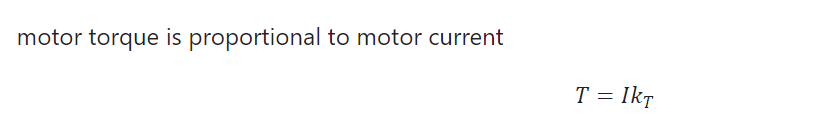 motor torque is proportional to motor current
T = Ik_T